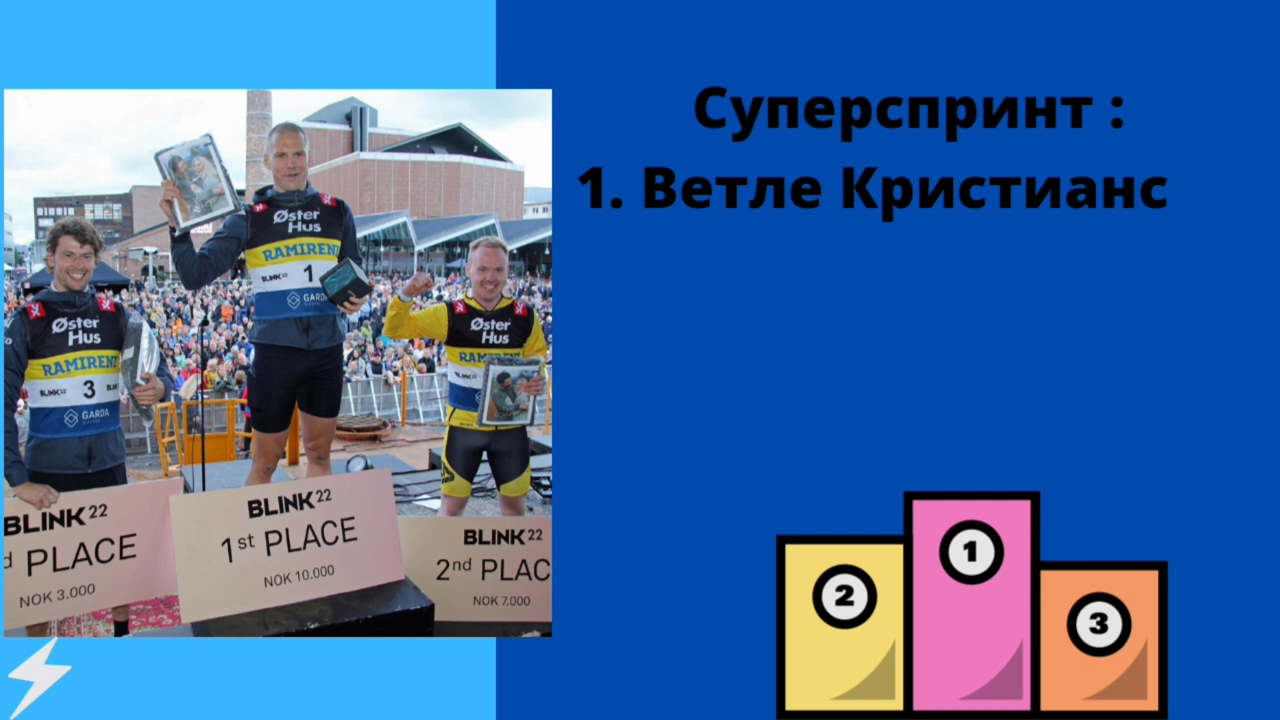 Суперспринт :
1. Ветле Кристианс
Øster
Hus
RAMIRENT
BLINK22 1
GARDA
Øster
Hus
RAMIRENT
BLINK22 3
GARDA
Øster
Hus
BLINK22
1st PLACE
NOK 10.000
BLINK22
d PLACE
NOK 3.000
BLINK22
2nd PLAC
NOK 7.000
2
1
3